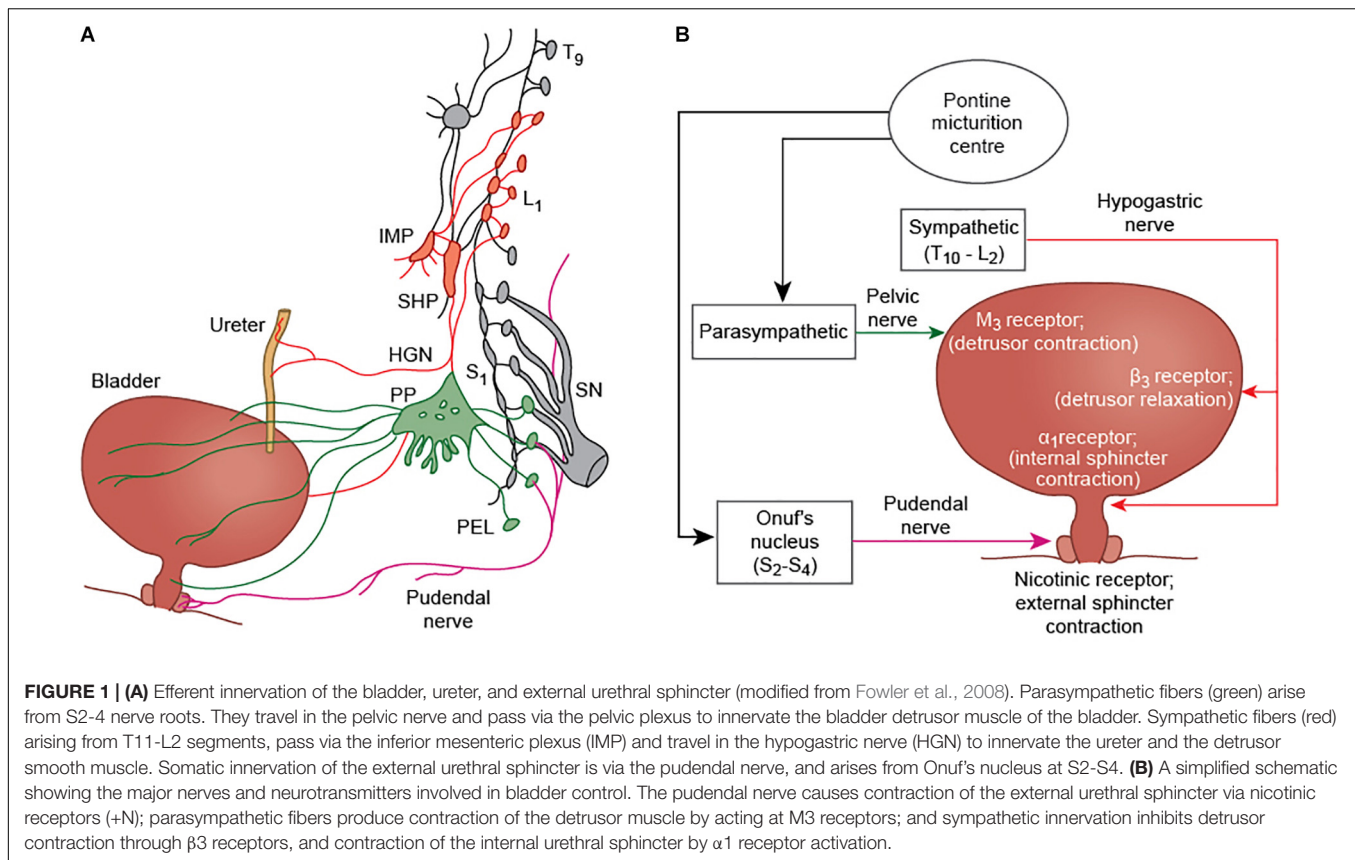 A
T9
L1
IMP
SHP
Ureter
HGN
S1
Bladder
PP
SN
PEL
Pudendal
nerve
B
Pontine
micturition
centre
Hypogastric
nerve
Sympathetic
(T10 - L2)
Pelvic
nerve
Parasympathetic
M3 receptor;
(detrusor contraction)
β3 receptor;
(detrusor relaxation)
α1receptor;
(internal sphincter
contraction)
Pudendal
nerve
Onuf's
nucleus
(S2-S4)
Nicotinic receptor;
external sphincter
contraction
FIGURE 1 | (A) Efferent innervation of the bladder, ureter, and external urethral sphincter (modified from Fowler et al., 2008). Parasympathetic fibers (green) arise
from S2-4 nerve roots. They travel in the pelvic nerve and pass via the pelvic plexus to innervate the bladder detrusor muscle of the bladder. Sympathetic fibers (red)
arising from T11-L2 segments, pass via the inferior mesenteric plexus (IMP) and travel in the hypogastric nerve (HGN) to innervate the ureter and the detrusor
smooth muscle. Somatic innervation of the external urethral sphincter is via the pudendal nerve, and arises from Onuf's nucleus at S2-S4. (B) A simplified schematic
showing the major nerves and neurotransmitters involved in bladder control. The pudendal nerve causes contraction of the external urethral sphincter via nicotinic
receptors (+N); parasympathetic fibers produce contraction of the detrusor muscle by acting at M3 receptors; and sympathetic innervation inhibits detrusor
contraction through β3 receptors, and contraction of the internal urethral sphincter by α1 receptor activation.